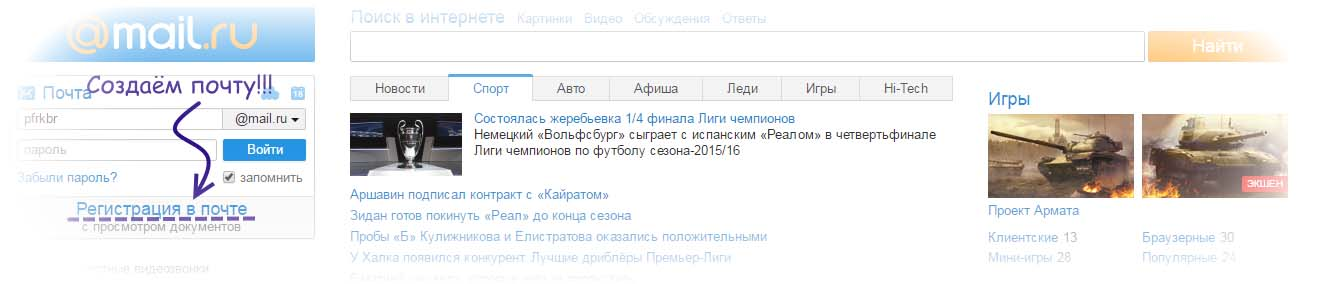 @mail.ru
Поиск в интернете Картинки Видео Обсуждения Ответы
Найти
Создаём почту!!!
Почта
18
pfrkbr
@mail.ru
пароль
Войти
Забыли пароль?
запомнить
Регистрация в почте
с просмотром документов
видеозвонки
Новости Спорт Авто Афиша Леди Игры Hi-Tech
Состоялась жеребьевка 1/4 финала Лиги чемпионов
Немецкий «Вольфсбург» сыграет с испанским «Реалом» в четвертьфинале
Лиги чемпионов по футболу сезона-2015/16
Аршавин подписал контракт с «Кайратом»
Зидан готов покинуть «Реал» до конца сезона
Пробы «Б» Кулижникова и Елистратова оказались положительными
У Халка появился конкурент. Лучшие дриблёры Премьер-Лиги
Игры
ЭКШЕН
Проект Армата
Клиентские 13
Браузерные 30
Мини-игры 28
Популярные 24